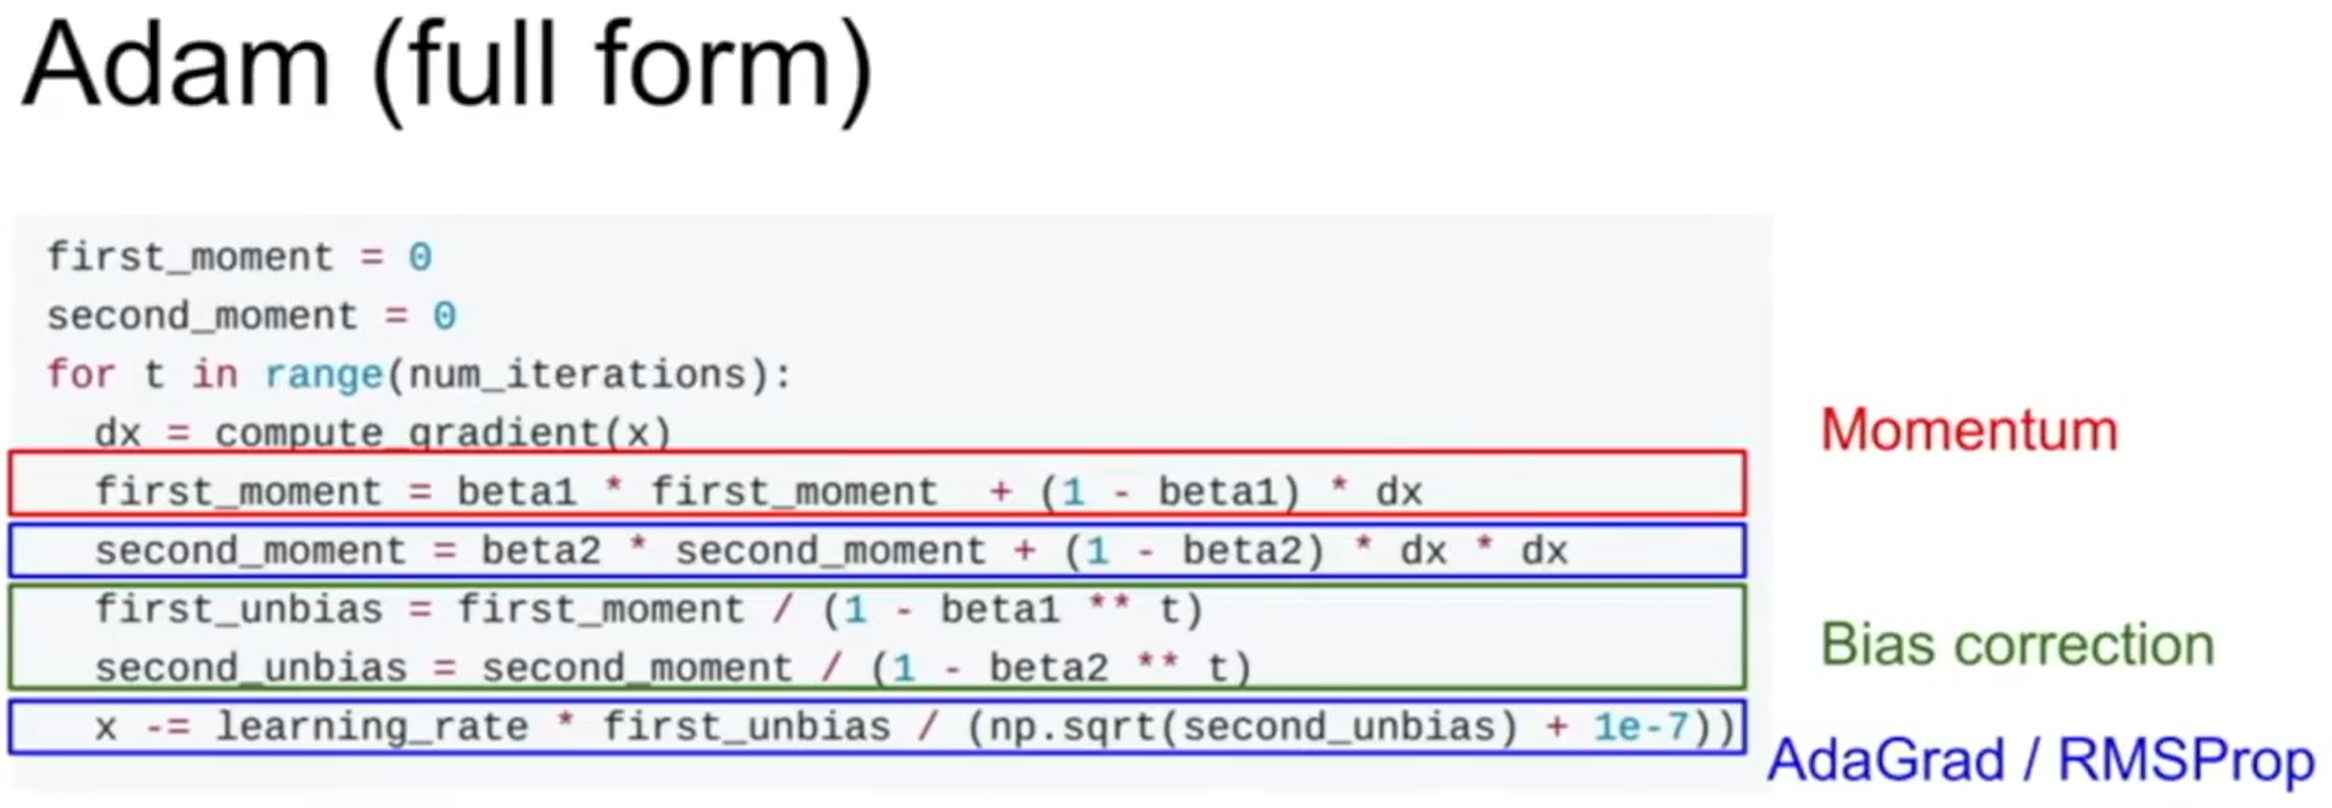 Adam (full form)
first_moment = 0
second_moment = 0
for t in range(num_iterations):
  dx = compute_gradient(x)
  first_moment = beta1 * first_moment  + (1 - beta1) * dx
  second_moment = beta2 * second_moment + (1 - beta2) * dx * dx
  first_unbias = first_moment / (1 - beta1 ** t)
  second_unbias = second_moment / (1 - beta2 ** t)
  x -= learning_rate * first_unbias / (np.sqrt(second_unbias) + 1e-7))
Momentum
Bias correction
AdaGrad / RMSProp